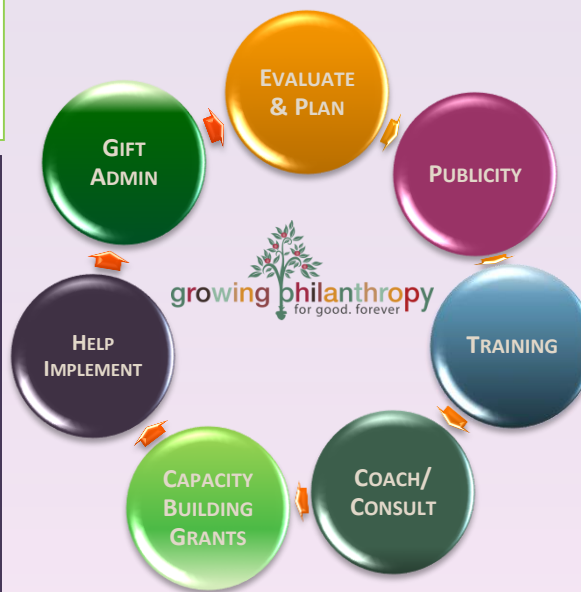 EVALUATE
& PLAN
PUBLICITY
TRAINING
COACH/
CONSULT
CAPACITY
BUILDING
GRANTS
HELP
IMPLEMENT
GIFT
ADMIN
growing philanthropy
for good. forever